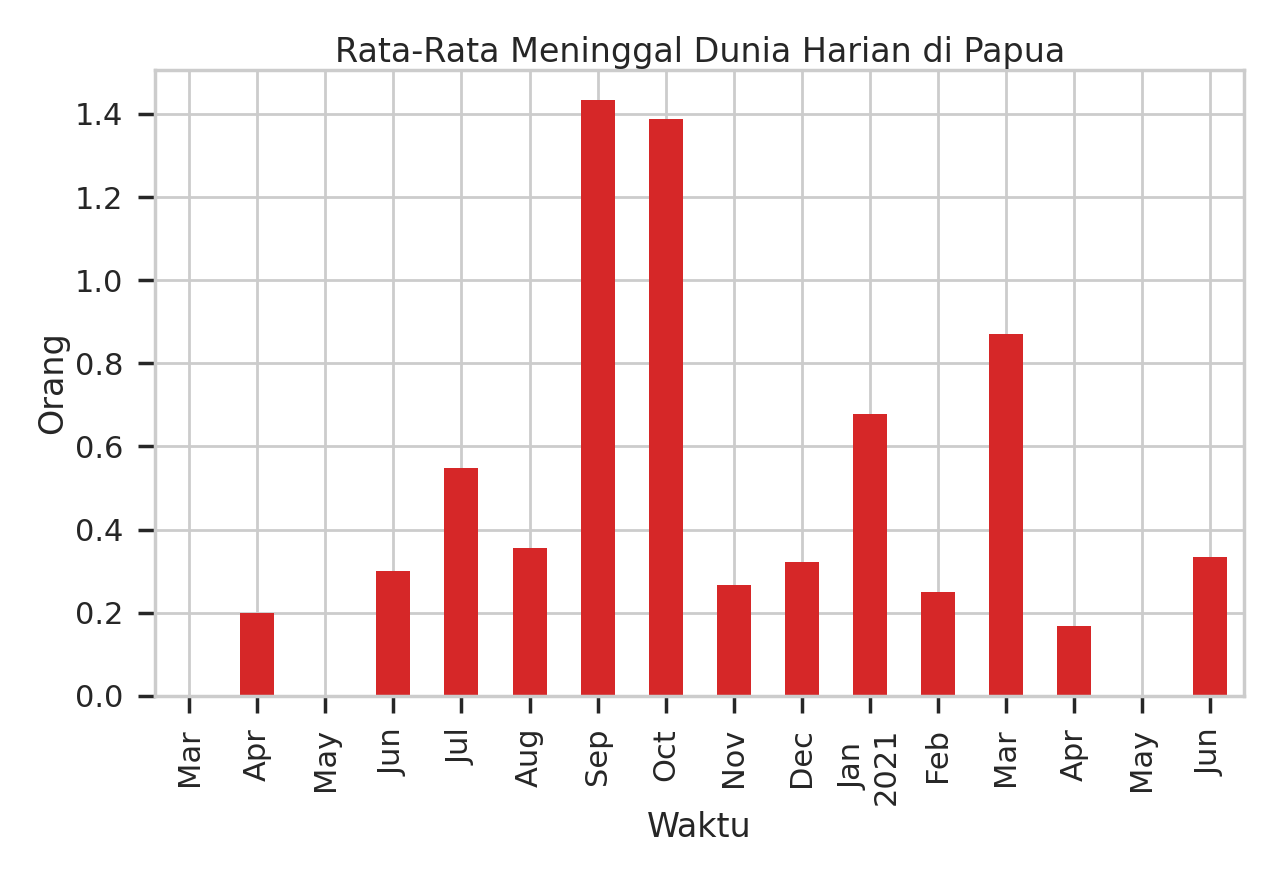 Rata-Rata Meninggal Dunia Harian di Papua
Orang
1.4
1.2
1.0
0.8
0.6
0.4
0.2
0.0
Mar
Apr
May
Jun
Jul
Aug
Sep
Oct
Nov
Dec
Jan
2021
Feb
Mar
Apr
May
Jun
Waktu